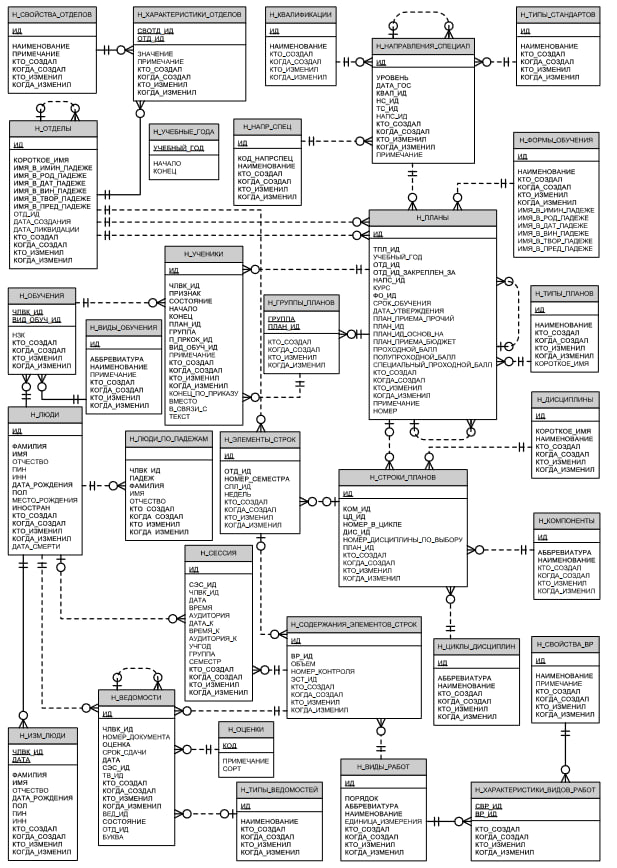 Н_СВОЙСТВА_ОТДЕЛОВ
ИД
НАИМЕНОВАНИЕ
ПРИМЕЧАНИЕ
КТО_СОЗДАЛ
КОГДА_СОЗДАЛ
КТО_ИЗМЕНИЛ
КОГДА_ИЗМЕНИЛ
Н_ХАРАКТЕРИСТИКИ_ОТДЕЛОВ
СВОТД_ИД
ОТД_ИД
ЗНАЧЕНИЕ
ПРИМЕЧАНИЕ
КТО_СОЗДАЛ
КОГДА_СОЗДАЛ
КТО_ИЗМЕНИЛ
КОГДА_ИЗМЕНИЛ
Н_КВАЛИФИКАЦИИ
ИД
НАИМЕНОВАНИЕ
КТО_СОЗДАЛ
КОГДА_СОЗДАЛ
КТО_ИЗМЕНИЛ
КОГДА_ИЗМЕНИЛ
Н_НАПРАВЛЕНИЯ_СПЕЦИАЛ
ИД
УРОВЕНЬ
ДАТА_ГОС
КВАЛ_ИД
НС_ИД
ТС_ИД
НАПС_ИД
КТО_СОЗДАЛ
КОГДА_СОЗДАЛ
КТО_ИЗМЕНИЛ
КОГДА_ИЗМЕНИЛ
ПРИМЕЧАНИЕ
Н_ТИПЫ_СТАНДАРТОВ
ИД
НАИМЕНОВАНИЕ
КТО_СОЗДАЛ
КОГДА_СОЗДАЛ
КТО_ИЗМЕНИЛ
КОГДА_ИЗМЕНИЛ
Н_ОТДЕЛЫ
ИД
КОРОТКОЕ_ИМЯ
ИМЯ_В_ИМИН_ПАДЕЖЕ
ИМЯ_В_РОД_ПАДЕЖЕ
ИМЯ_В_ДАТ_ПАДЕЖЕ
ИМЯ_В_ВИН_ПАДЕЖЕ
ИМЯ_В_ТВОР_ПАДЕЖЕ
ИМЯ_В_ПРЕД_ПАДЕЖЕ
ОТД_ИД
ДАТА_СОЗДАНИЯ
ДАТА_ЛИКВИДАЦИИ
КТО_СОЗДАЛ
КОГДА_СОЗДАЛ
КТО_ИЗМЕНИЛ
КОГДА_ИЗМЕНИЛ
Н_УЧЕБНЫЕ_ГОДА
УЧЕБНЫЙ_ГОД
НАЧАЛО
КОНЕЦ
Н_НАПР_СПЕЦ
ИД
КОД_НАПРСПЕЦ
НАИМЕНОВАНИЕ
КТО_СОЗДАЛ
КОГДА_СОЗДАЛ
КТО_ИЗМЕНИЛ
КОГДА_ИЗМЕНИЛ
Н_ФОРМЫ_ОБУЧЕНИЯ
ИД
НАИМЕНОВАНИЕ
КТО_СОЗДАЛ
КОГДА_СОЗДАЛ
КТО_ИЗМЕНИЛ
КОГДА_ИЗМЕНИЛ
ИМЯ_В_ИМИН_ПАДЕЖЕ
ИМЯ_В_РОД_ПАДЕЖЕ
ИМЯ_В_ДАТ_ПАДЕЖЕ
ИМЯ_В_ВИН_ПАДЕЖЕ
ИМЯ_В_ТВОР_ПАДЕЖЕ
ИМЯ_В_ПРЕД_ПАДЕЖЕ
Н_ПЛАНЫ
ИД
ТПЛ_ИД
УЧЕБНЫЙ_ГОД
ОТД_ИД
ОТД_ИД_ЗАКРЕПЛЕН_ЗА
НАПС_ИД
КУРС
ФО_ИД
СРОК_ОБУЧЕНИЯ
ДАТА_УТВЕРЖДЕНИЯ
ПЛАН_ПРИЕМА_ПРОЧИЙ
ПЛАН_ИД
ПЛАН_ИД_ОСНОВ_НА
ПЛАН_ПРИЕМА_БЮДЖЕТ
ПРОХОДНОЙ_БАЛЛ
ПОЛУПРОХОДНОЙ_БАЛЛ
СПЕЦИАЛЬНЫЙ_ПРОХОДНОЙ_БАЛЛ
КТО_СОЗДАЛ
КОГДА_СОЗДАЛ
КТО_ИЗМЕНИЛ
КОГДА_ИЗМЕНИЛ
ПРИМЕЧАНИЕ
НОМЕР
Н_УЧЕНИКИ
ИД
ЧЛВК_ИД
ПРИЗНАК
СОСТОЯНИЕ
НАЧАЛО
КОНЕЦ
ПЛАН_ИД
ГРУППА
П_ПРКОК_ИД
ВИД_ОБУЧ_ИД
ПРИМЕЧАНИЕ
КТО_СОЗДАЛ
КОГДА_СОЗДАЛ
КТО_ИЗМЕНИЛ
КОГДА_ИЗМЕНИЛ
КОНЕЦ_ПО_ПРИКАЗУ
ВМЕСТО
В_СВЯЗИ_С
ТЕКСТ
Н_ОБУЧЕНИЯ
ЧЛВК_ИД
ВИД_ОБУЧ_ИД
НЗК
КТО_СОЗДАЛ
КОГДА_СОЗДАЛ
КТО_ИЗМЕНИЛ
КОГДА_ИЗМЕНИЛ
Н_ВИДЫ_ОБУЧЕНИЯ
ИД
АББРЕВИАТУРА
НАИМЕНОВАНИЕ
ПРИМЕЧАНИЕ
КТО_СОЗДАЛ
КОГДА_СОЗДАЛ
КТО_ИЗМЕНИЛ
КОГДА_ИЗМЕНИЛ
Н_ГРУППЫ_ПЛАНОВ
ГРУППА
ПЛАН_ИД
КТО_СОЗДАЛ
КОГДА_СОЗДАЛ
КТО_ИЗМЕНИЛ
КОГДА_ИЗМЕНИЛ
Н_ТИПЫ_ПЛАНОВ
ИД
НАИМЕНОВАНИЕ
КТО_СОЗДАЛ
КОГДА_СОЗДАЛ
КТО_ИЗМЕНИЛ
КОГДА_ИЗМЕНИЛ
КОРОТКОЕ_ИМЯ
Н_ДИСЦИПЛИНЫ
ИД
КОРОТКОЕ_ИМЯ
НАИМЕНОВАНИЕ
КТО_СОЗДАЛ
КОГДА_СОЗДАЛ
КТО_ИЗМЕНИЛ
КОГДА_ИЗМЕНИЛ
Н_ЛЮДИ
ИД
ФАМИЛИЯ
ИМЯ
ОТЧЕСТВО
ПИН
ИНН
ДАТА_РОЖДЕНИЯ
ПОЛ
МЕСТО_РОЖДЕНИЯ
ИНОСТРАН
КТО_СОЗДАЛ
КОГДА_СОЗДАЛ
КТО_ИЗМЕНИЛ
КОГДА_ИЗМЕНИЛ
ДАТА_СМЕРТИ
Н_ЛЮДИ_ПО_ПАДЕЖАМ
ЧЛВК_ИД
ПАДЕЖ
ФАМИЛИЯ
ИМЯ
ОТЧЕСТВО
КТО_СОЗДАЛ
КОГДА_СОЗДАЛ
КТО_ИЗМЕНИЛ
КОГДА_ИЗМЕНИЛ
Н_ЭЛЕМЕНТЫ_СТРОК
ИД
ОТД_ИД
НОМЕР_СЕМЕСТРА
СПЛ_ИД
НЕДЕЛЬ
КТО_СОЗДАЛ
КОГДА_СОЗДАЛ
КТО_ИЗМЕНИЛ
КОГДА_ИЗМЕНИЛ
Н_СТРОКИ_ПЛАНОВ
ИД
КОМ_ИД
ЦД_ИД
НОМЕР_В_ЦИКЛЕ
ДИС_ИД
НОМЕР_ДИСЦИПЛИНЫ_ПО_ВЫБОРУ
ПЛАН_ИД
КТО_СОЗДАЛ
КОГДА_СОЗДАЛ
КТО_ИЗМЕНИЛ
КОГДА_ИЗМЕНИЛ
Н_КОМПОНЕНТЫ
ИД
АББРЕВИАТУРА
НАИМЕНОВАНИЕ
КТО_СОЗДАЛ
КОГДА_СОЗДАЛ
КТО_ИЗМЕНИЛ
КОГДА_ИЗМЕНИЛ
Н_СЕССИЯ
ИД
СЭС_ИД
ЧЛВК_ИД
ДАТА
ВРЕМЯ
АУДИТОРИЯ
ДАТА_К
ВРЕМЯ_К
АУДИТОРИЯ_К
УЧГОД
ГРУППА
СЕМЕСТР
КТО_СОЗДАЛ
КОГДА_СОЗДАЛ
КТО_ИЗМЕНИЛ
КОГДА_ИЗМЕНИЛ
Н_СОДЕРЖАНИЯ_ЭЛЕМЕНТОВ_СТРОК
ИД
ВР_ИД
ОБЪЕМ
НОМЕР_КОНТРОЛЯ
ЭСТ_ИД
КТО_СОЗДАЛ
КОГДА_СОЗДАЛ
КТО_ИЗМЕНИЛ
КОГДА_ИЗМЕНИЛ
Н_ЦИКЛЫ_ДИСЦИПЛИН
ИД
АББРЕВИАТУРА
НАИМЕНОВАНИЕ
КТО_СОЗДАЛ
КОГДА_СОЗДАЛ
КТО_ИЗМЕНИЛ
КОГДА_ИЗМЕНИЛ
Н_СВОЙСТВА_ВР
ИД
НАИМЕНОВАНИЕ
ПРИМЕЧАНИЕ
КТО_СОЗДАЛ
КОГДА_СОЗДАЛ
КТО_ИЗМЕНИЛ
КОГДА_ИЗМЕНИЛ
Н_ВЕДОМОСТИ
ИД
ЧЛВК_ИД
НОМЕР_ДОКУМЕНТА
ОЦЕНКА
СРОК_СДАЧИ
ДАТА
СЭС_ИД
ТВ_ИД
КТО_СОЗДАЛ
КОГДА_СОЗДАЛ
КТО_ИЗМЕНИЛ
КОГДА_ИЗМЕНИЛ
ВЕД_ИД
СОСТОЯНИЕ
ОТД_ИД
БУКВА
Н_ОЦЕНКИ
КОД
ПРИМЕЧАНИЕ
СОРТ
Н_ИЗМ_ЛЮДИ
ЧЛВК_ИД
ДАТА
ФАМИЛИЯ
ИМЯ
ОТЧЕСТВО
ДАТА_РОЖДЕНИЯ
ПОЛ
ПИН
ИНН
КТО_СОЗДАЛ
КОГДА_СОЗДАЛ
КТО_ИЗМЕНИЛ
КОГДА_ИЗМЕНИЛ
Н_ТИПЫ_ВЕДОМОСТЕЙ
ИД
НАИМЕНОВАНИЕ
КТО_СОЗДАЛ
КОГДА_СОЗДАЛ
КТО_ИЗМЕНИЛ
КОГДА_ИЗМЕНИЛ
Н_ВИДЫ_РАБОТ
ИД
ПОРЯДОК
АББРЕВИАТУРА
НАИМЕНОВАНИЕ
ЕДИНИЦА_ИЗМЕРЕНИЯ
КТО_СОЗДАЛ
КОГДА_СОЗДАЛ
КТО_ИЗМЕНИЛ
КОГДА_ИЗМЕНИЛ
Н_ХАРАКТЕРИСТИКИ_ВИДОВ_РАБОТ
СВР_ИД
ВР_ИД
КТО_СОЗДАЛ
КОГДА_СОЗДАЛ
КТО_ИЗМЕНИЛ
КОГДА_ИЗМЕНИЛ